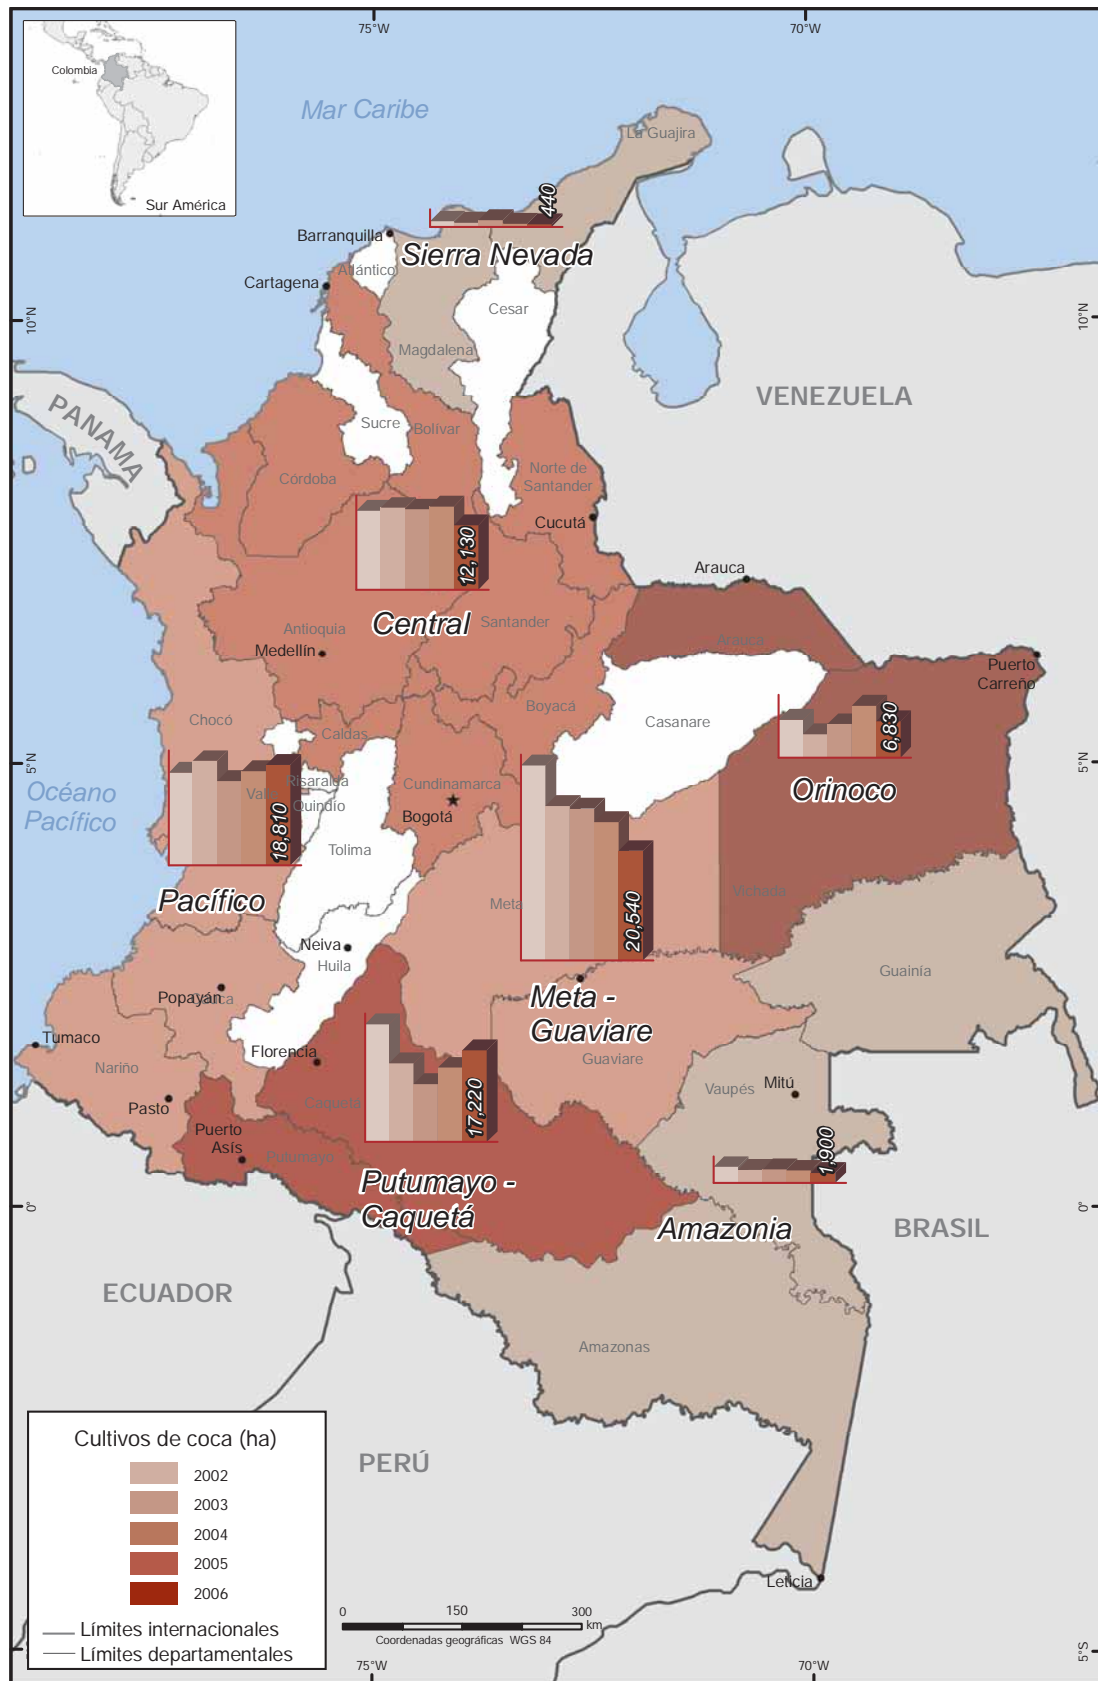 75°W
70°W
Colombia
Sur América
Mar Caribe
La Guajira
440
Barranquilla
Sierra Nevada
Atlántico
Cartagena
Cesar
10°N
10°N
Magdalena
VENEZUELA
PANAMA
Sucre
Bolívar
Córdoba
Norte de
Santander
Cucutá
12,130
Arauca
Central
Antioquia
Santander
Medellín
Arauca
Puerto
Carreño
Chocó
Boyacá
Casanare
Caldas
6,830
5°N
5°N
Océano
Pacífico
Risaralda
Valle
Quindío
Cundinamarca
Bogotá
Orinoco
18,810
Tolima
Pacífico
Meta
Vichada
20,540
Neiva
Huila
Guainía
Popayán
Cauca
Meta -
Guaviare
Tumaco
Florencia
Nariño
Guaviare
Vaupés
Mitú
Pasto
Caquetá
17,220
Puerto
Asís
Putumayo
1,900
Putumayo -
Caquetá
0°
0°
Amazonia
BRASIL
ECUADOR
Amazonas
Cultivos de coca (ha)
2002
2003
2004
2005
2006
Límites internacionales
Límites departamentales
PERÚ
Leticia
0
150
300
km
Coordenadas geográficas WGS 84
5°S
75°W
70°W